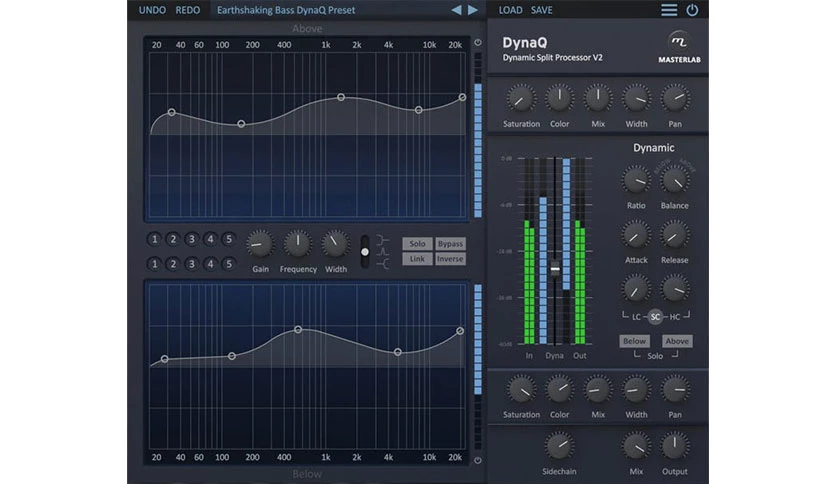 UNDO REDO Earthshaking Bass DynaQ Preset LOAD SAVE
Above
20 40 60 100 200 400 1k 2k 4k 10k 20k
DynaQ
Dynamic Split Processor V2
MASTERLAB
Saturation Color Mix Width Pan
Dynamic
BELOW ABOVE
Ratio Balance
Attack Release
LC SC HC
Below Above
Solo
In Dyna Out
1 2 3 4 5
1 2 3 4 5
Gain Frequency Width
Solo Bypass
Link Inverse
20 40 60 100 200 400 1k 2k 4k 10k 20k
Below
Saturation Color Mix Width Pan
Sidechain Mix Output